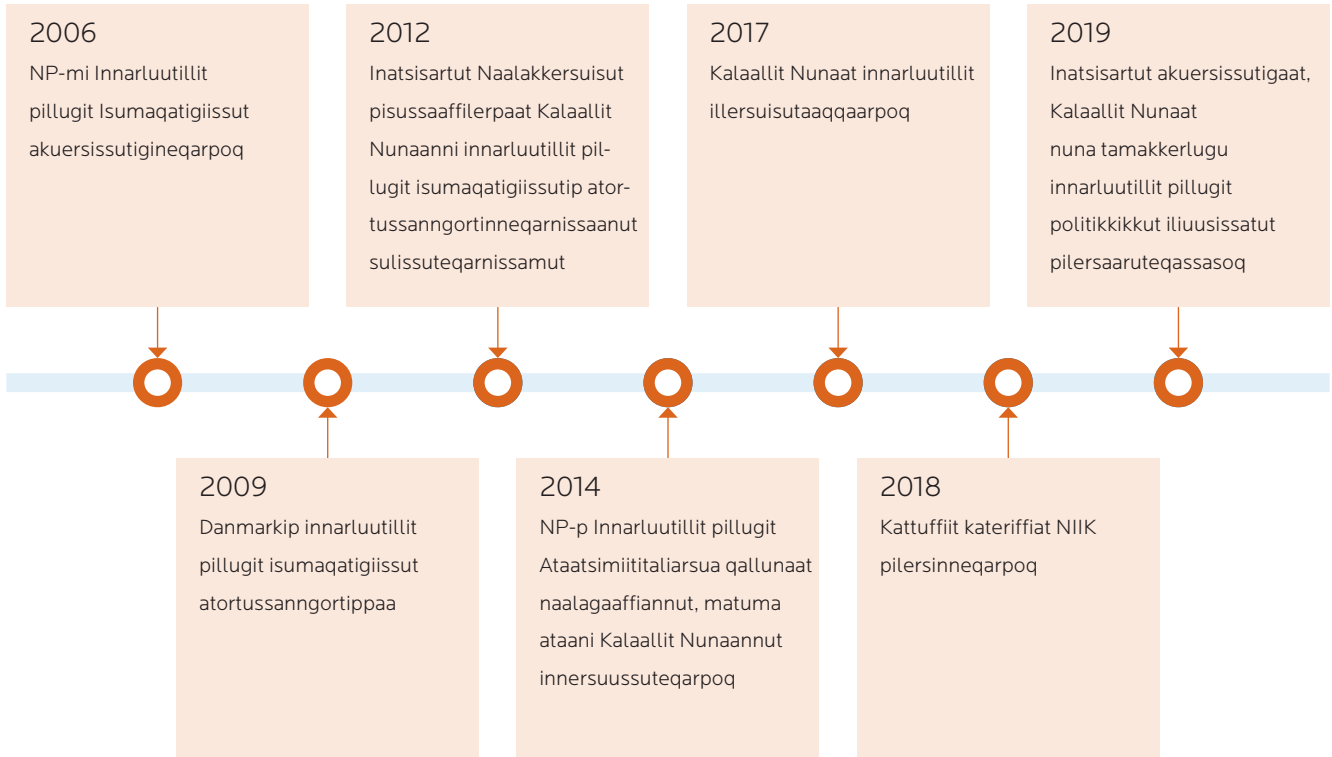 2006
NP-mi Innarluutillit
pillugit Isumaqatigiissut
akuersissutigineqarpoq
2009
Danmarkip innarluutillit
pillugit isumaqatigiissut
atortussanngortippaa
2012
Inatsisartut Naalakkersuisut
pisussaaffilerpaat Kalaallit
Nunaanni innarluutillit pil-
lugit isumaqatigiissutip ator-
tussanngortinneqarnissaanut
sulissuteqarnissamut
2014
NP-p Innarluutillit pillugit
Ataatsimiititaliarsua qallunaat
naalagaaffiannut, matuma
ataani Kalaallit Nunaannut
innersuussuteqarpoq
2017
Kalaallit Nunaat innarluutillit
illersuisutaaqqaarpoq
2018
Kattuffiit kateriffiat NIIK
pilersinneqarpoq
2019
Inatsisartut akuersissutigaat,
Kalaallit Nunaat
nuna tamakkerlugu
innarluutillit pillugit
politikkikkut iliuusissatut
pilersaaruteqassasoq